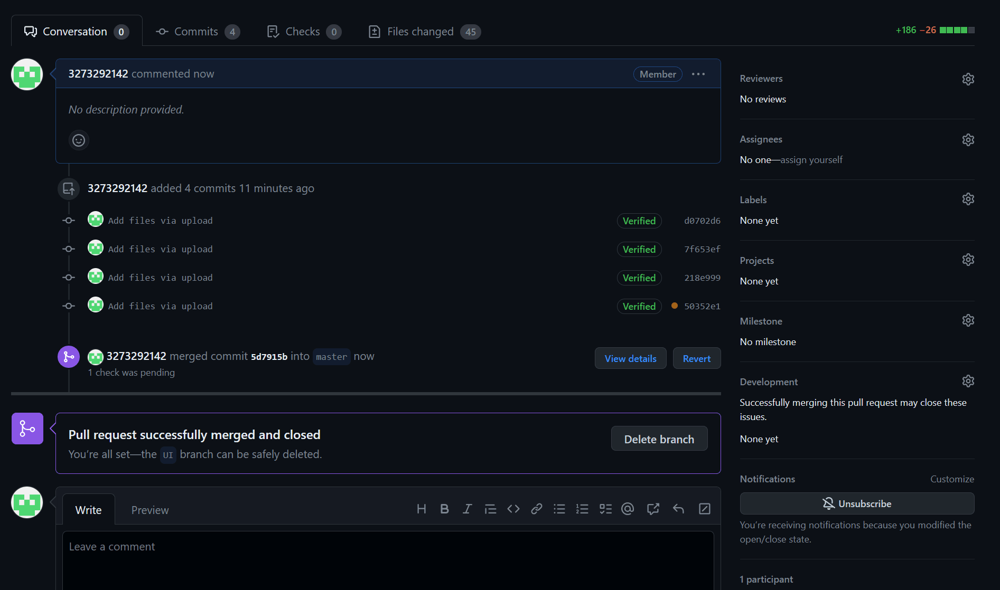 Conversation 0 Commits 4 Checks 0 Files changed 45 +186 −26
3273292142 commented now Member
No description provided.
3273292142 added 4 commits 11 minutes ago
Add files via upload Verified d0702d6
Add files via upload Verified 7f653ef
Add files via upload Verified 218e999
Add files via upload Verified 50352e1
3273292142 merged commit 5d7915b into master now View details Revert
1 check was pending
Pull request successfully merged and closed
You’re all set—the UI branch can be safely deleted.
Delete branch
Write Preview
Leave a comment
Reviewers
No reviews
Assignees
No one—assign yourself
Labels
None yet
Projects
None yet
Milestone
No milestone
Development
Successfully merging this pull request may close these
issues.
None yet
Notifications Customize
Unsubscribe
You’re receiving notifications because you modified the
open/close state.
1 participant